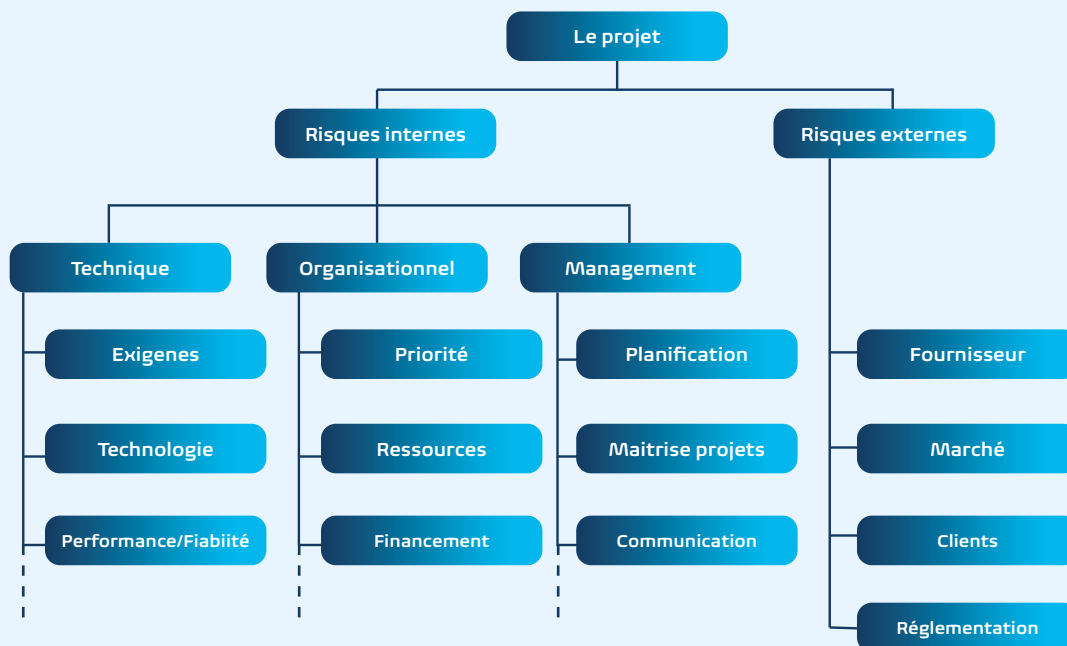 Le projet
Risques internes
Risques externes
Technique
Organisationnel
Management
Exigenes
Priorité
Planification
Fournisseur
Technologie
Ressources
Maitrise projets
Marché
Performance/Fiabiité
Financement
Communication
Clients
Réglementation